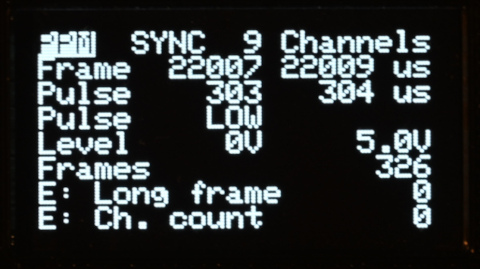 PPM SYNC 9 Channels
Frame 22007 22009 us
Pulse 303 304 us
Pulse LOW
Level 0V 5.0V
Frames 326
E: Long frame 0
E: Ch. count 0